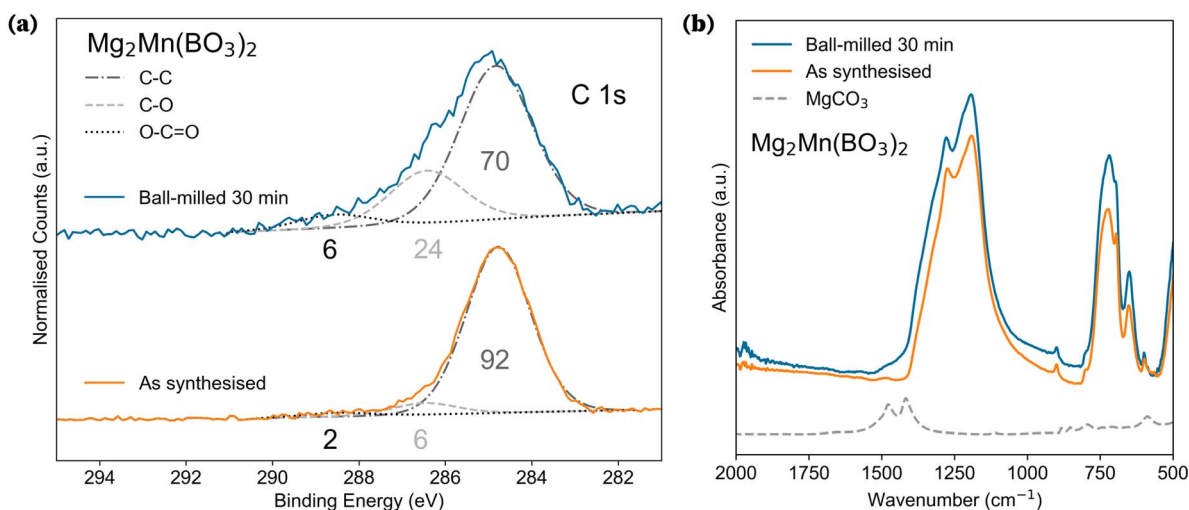 (a)
Mg₂Mn(BO₃)₂
C-C
C-O
O-C=O
C 1s
Ball-milled 30 min
70
6
24
As synthesised
92
2
6
Normalised Counts (a.u.)
294
292
290
288
286
284
282
Binding Energy (eV)
(b)
Ball-milled 30 min
As synthesised
MgCO₃
Mg₂Mn(BO₃)₂
Absorbance (a.u.)
2000
1750
1500
1250
1000
750
500
Wavenumber (cm⁻¹)